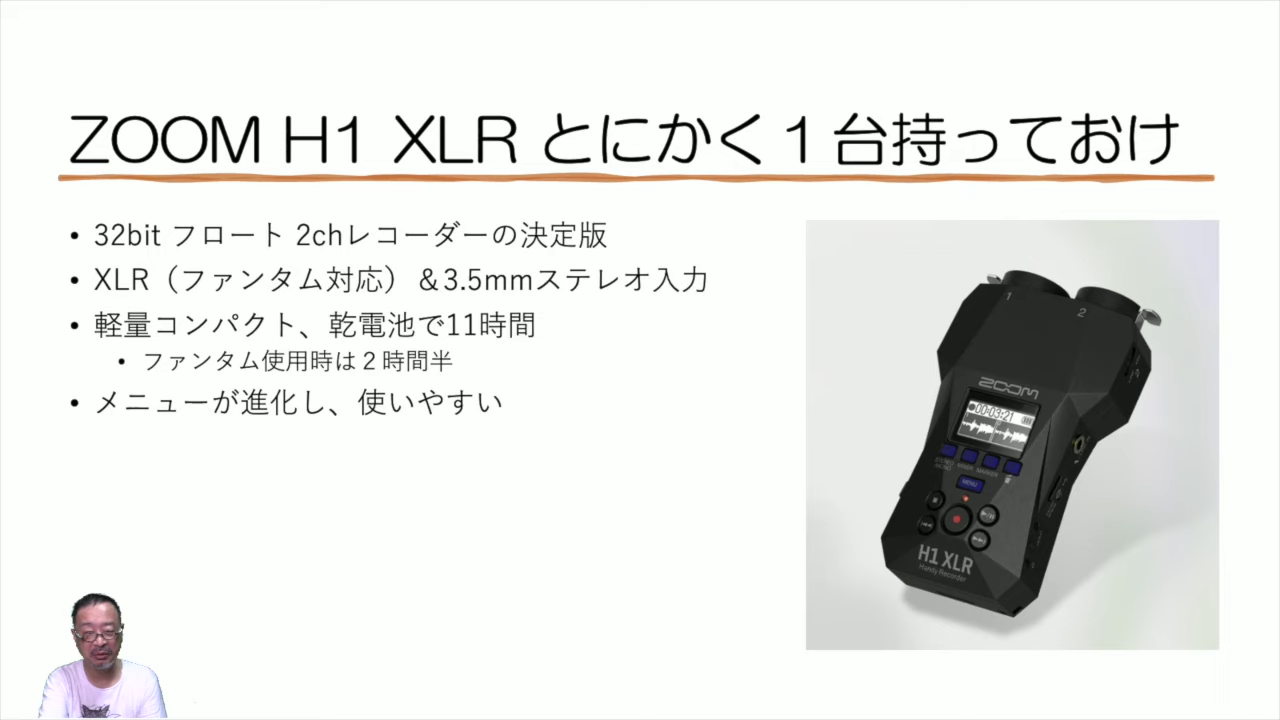 ZOOM H1 XLR とにかく１台持っておけ
• 32bit フロート 2chレコーダーの決定版
• XLR（ファンタム対応）＆3.5mmステレオ入力
• 軽量コンパクト、乾電池で11時間
• ファンタム使用時は２時間半
• メニューが進化し、使いやすい
1
2
ZOOM
00:03:21
MENU
H1 XLR
Handy Recorder